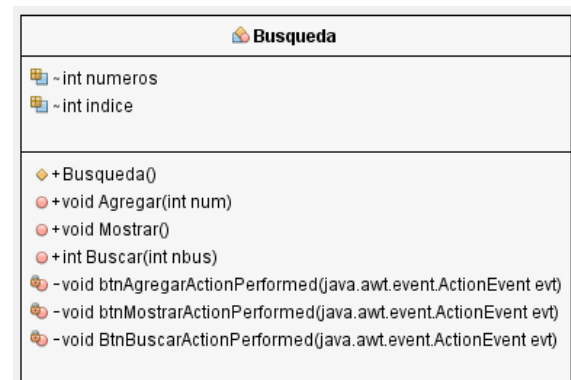 Busqueda
~int numeros
~int indice
+Busqueda()
+void Agregar(int num)
+void Mostrar()
+int Buscar(int nbus)
-void btnAgregarActionPerformed(java.awt.event.ActionEvent evt)
-void btnMostrarActionPerformed(java.awt.event.ActionEvent evt)
-void BtnBuscarActionPerformed(java.awt.event.ActionEvent evt)